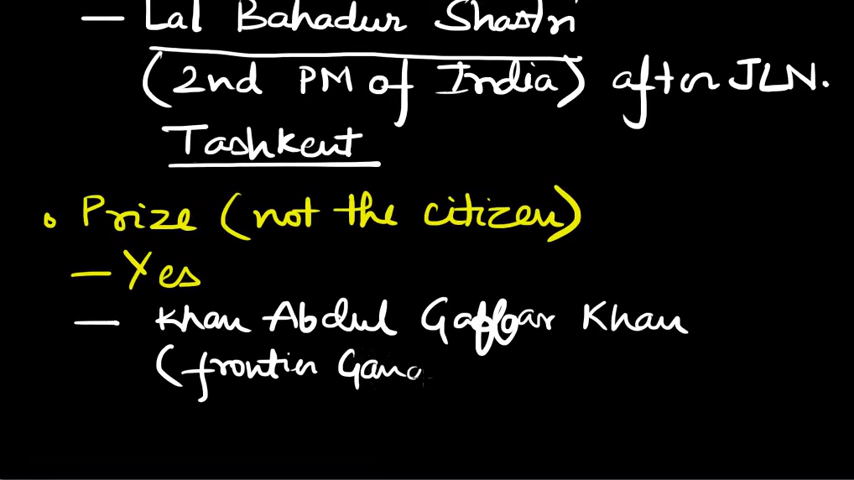 — Lal Bahadur Shastri
(2nd PM of India) after JLN.
Tashkent
• Prize (not the citizen)
— Yes
— Khan Abdul Gaffar Khan
(frontier Gana